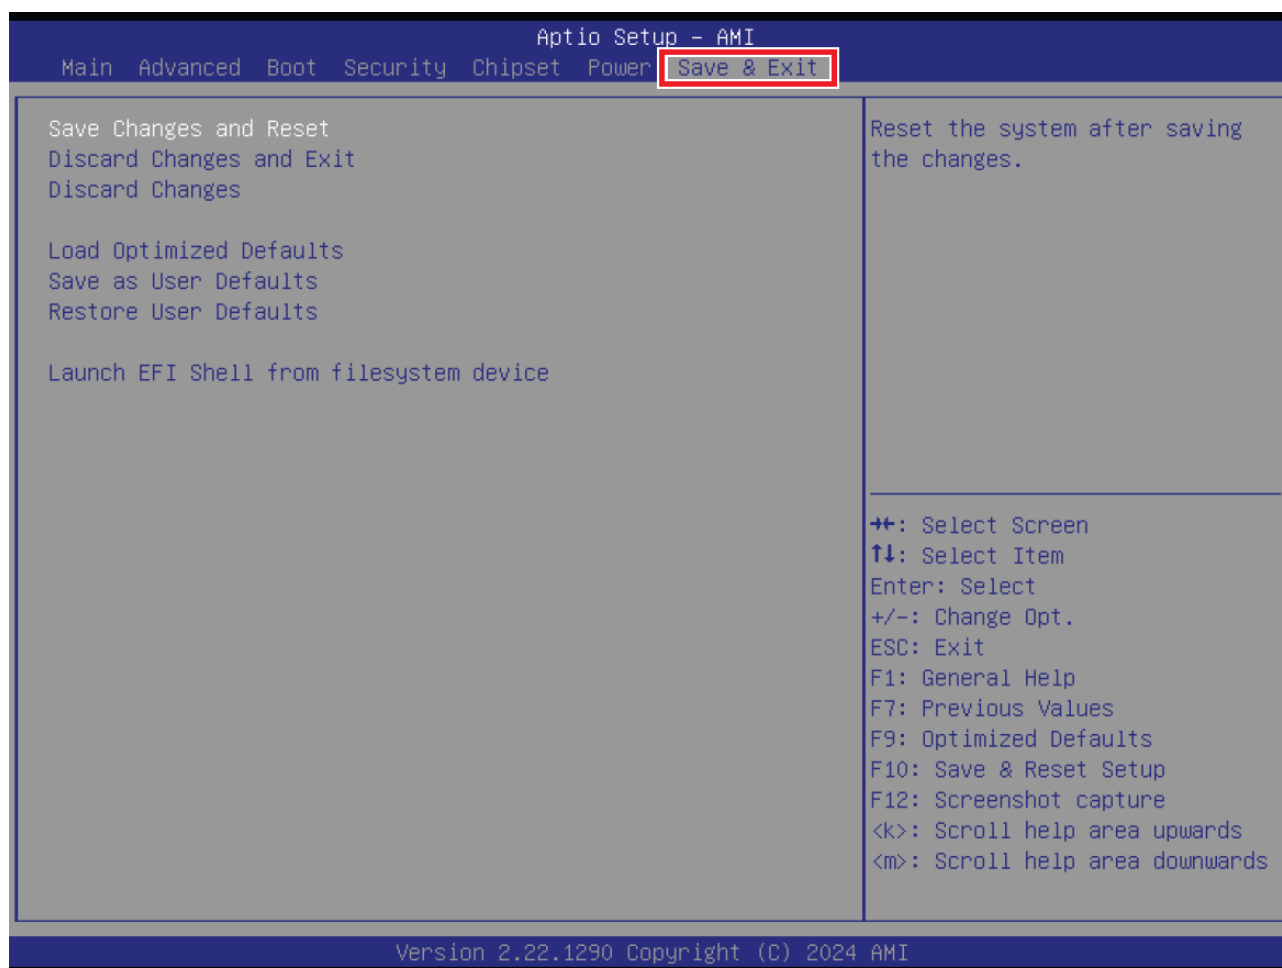 Aptio Setup – AMI
Main Advanced Boot Security Chipset Power Save & Exit
Save Changes and Reset
Discard Changes and Exit
Discard Changes
Load Optimized Defaults
Save as User Defaults
Restore User Defaults
Launch EFI Shell from filesystem device
Reset the system after saving
the changes.
→←: Select Screen
↑↓: Select Item
Enter: Select
+/-: Change Opt.
ESC: Exit
F1: General Help
F7: Previous Values
F9: Optimized Defaults
F10: Save & Reset Setup
F12: Screenshot capture
<k>: Scroll help area upwards
<m>: Scroll help area downwards
Version 2.22.1290 Copyright (C) 2024 AMI